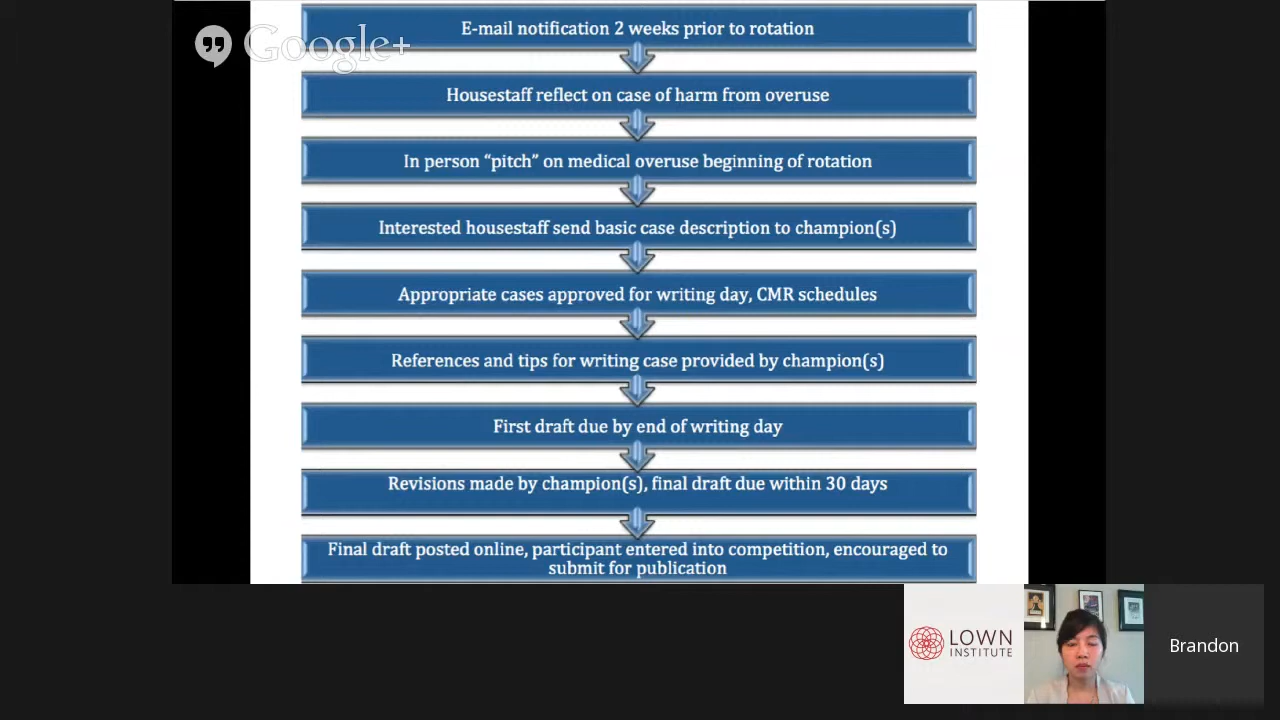 Google+
E-mail notification 2 weeks prior to rotation
Housestaff reflect on case of harm from overuse
In person “pitch” on medical overuse beginning of rotation
Interested housestaff send basic case description to champion(s)
Appropriate cases approved for writing day, CMR schedules
References and tips for writing case provided by champion(s)
First draft due by end of writing day
Revisions made by champion(s), final draft due within 30 days
Final draft posted online, participant entered into competition, encouraged to
submit for publication
LOWN
INSTITUTE
Brandon